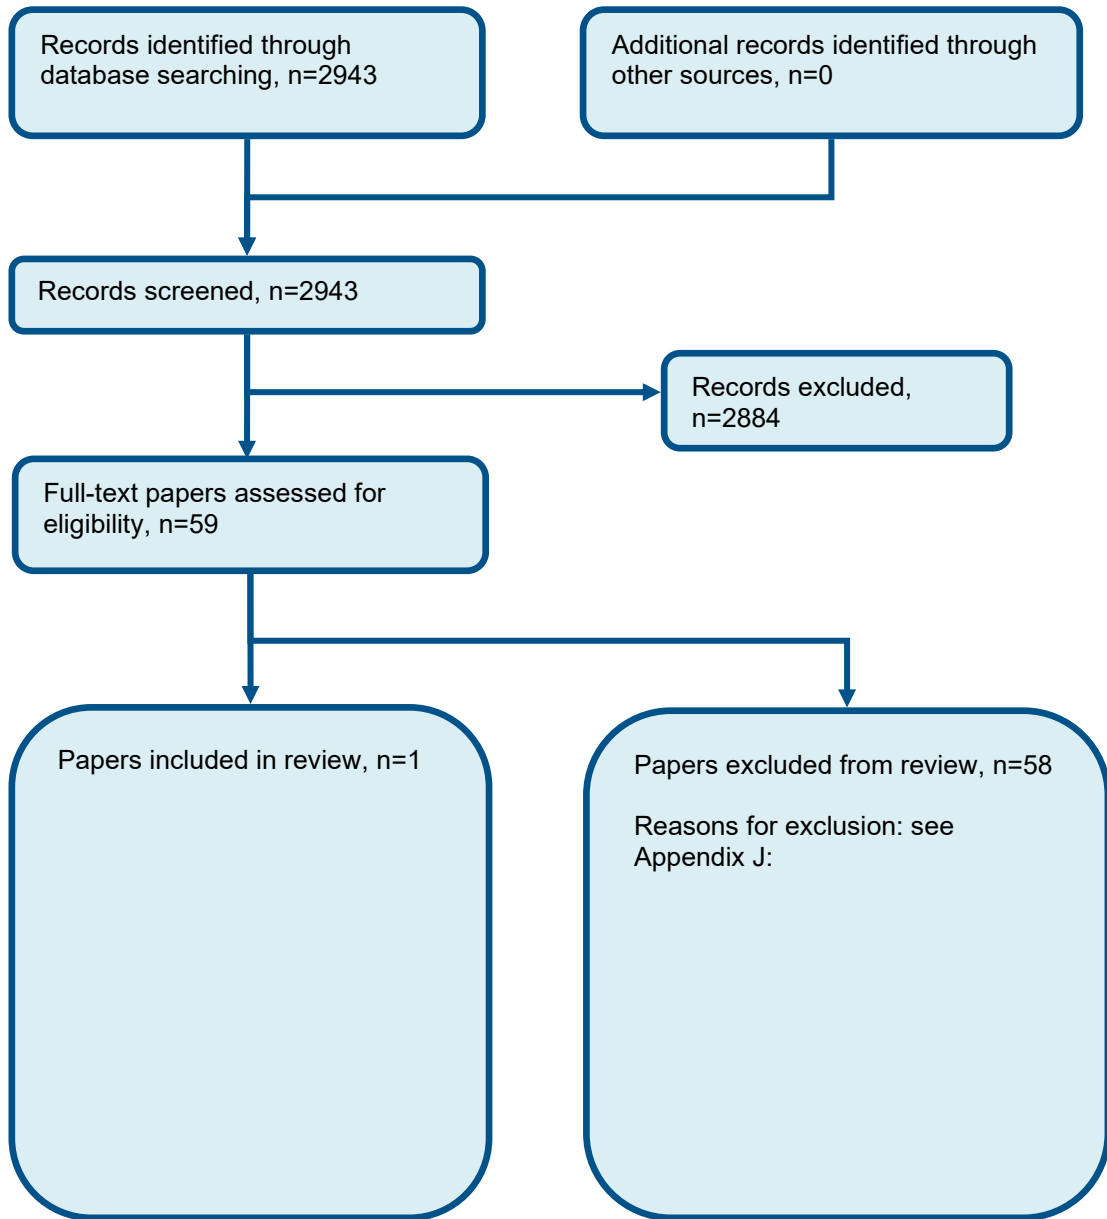 Records identified through
database searching, n=2943
Additional records identified through
other sources, n=0
Records screened, n=2943
Records excluded,
n=2884
Full-text papers assessed for
eligibility, n=59
Papers included in review, n=1
Papers excluded from review, n=58
Reasons for exclusion: see
Appendix J: